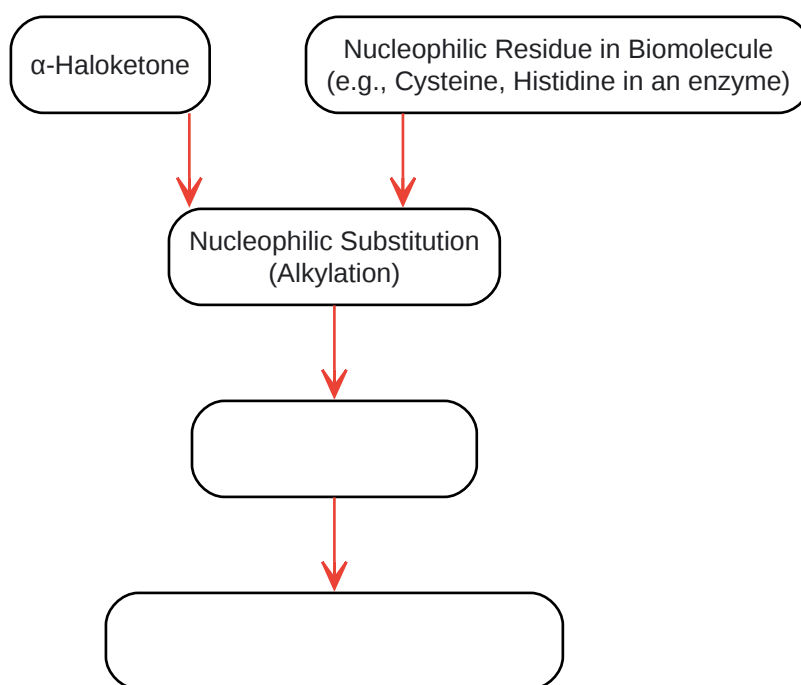 α-Haloketone
Nucleophilic Residue in Biomolecule
(e.g., Cysteine, Histidine in an enzyme)
Nucleophilic Substitution
(Alkylation)